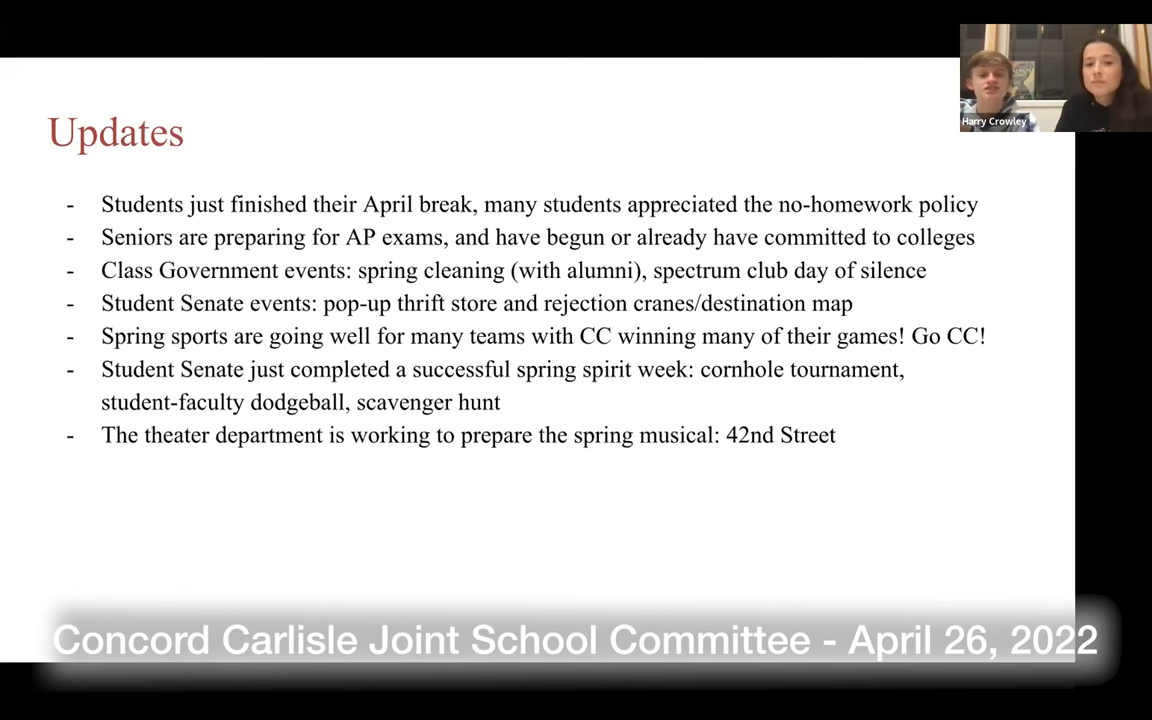 Harry Crowley
Updates
- Students just finished their April break, many students appreciated the no-homework policy
- Seniors are preparing for AP exams, and have begun or already have committed to colleges
- Class Government events: spring cleaning (with alumni), spectrum club day of silence
- Student Senate events: pop-up thrift store and rejection cranes/destination map
- Spring sports are going well for many teams with CC winning many of their games! Go CC!
- Student Senate just completed a successful spring spirit week: cornhole tournament,
student-faculty dodgeball, scavenger hunt
- The theater department is working to prepare the spring musical: 42nd Street
Concord Carlisle Joint School Committee - April 26, 2022